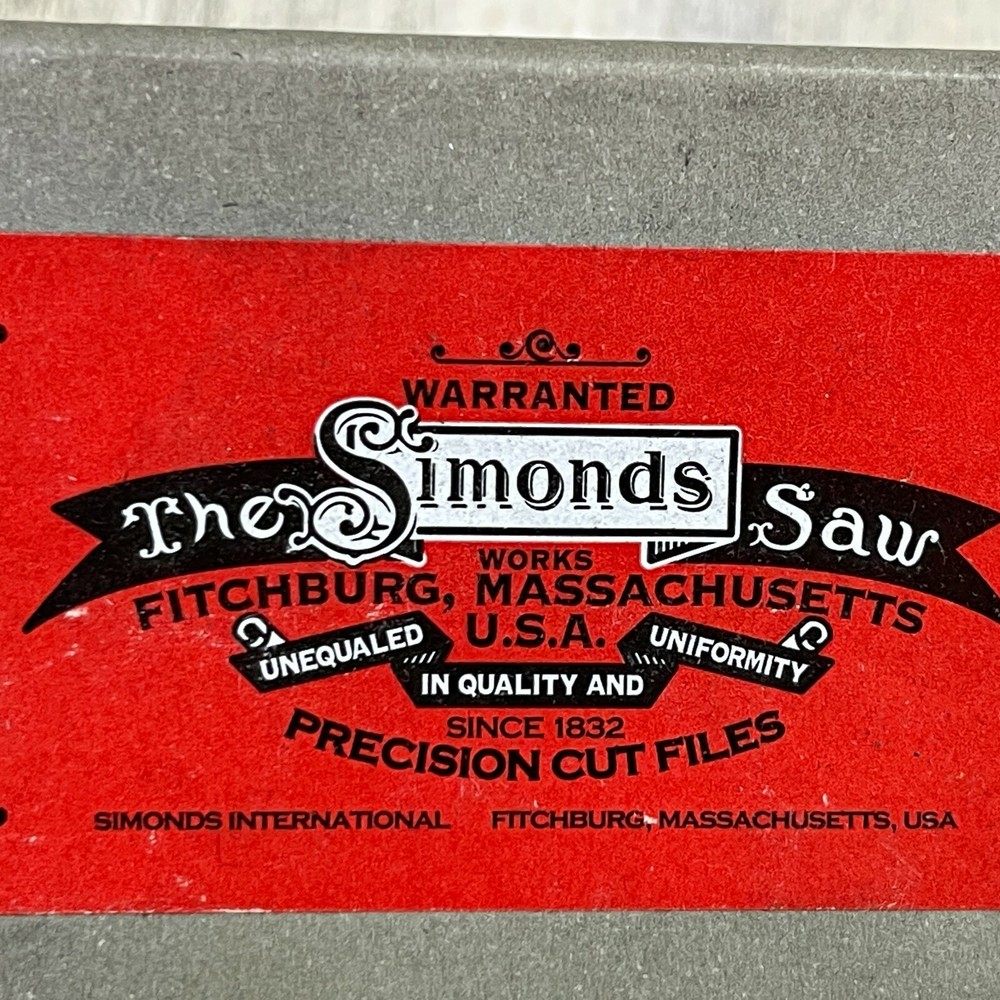 WARRANTED
The Simonds Saw
WORKS
FITCHBURG, MASSACHUSETTS
U.S.A.
UNEQUALED IN QUALITY AND UNIFORMITY
SINCE 1832
PRECISION CUT FILES
SIMONDS INTERNATIONAL FITCHBURG, MASSACHUSETTS, USA